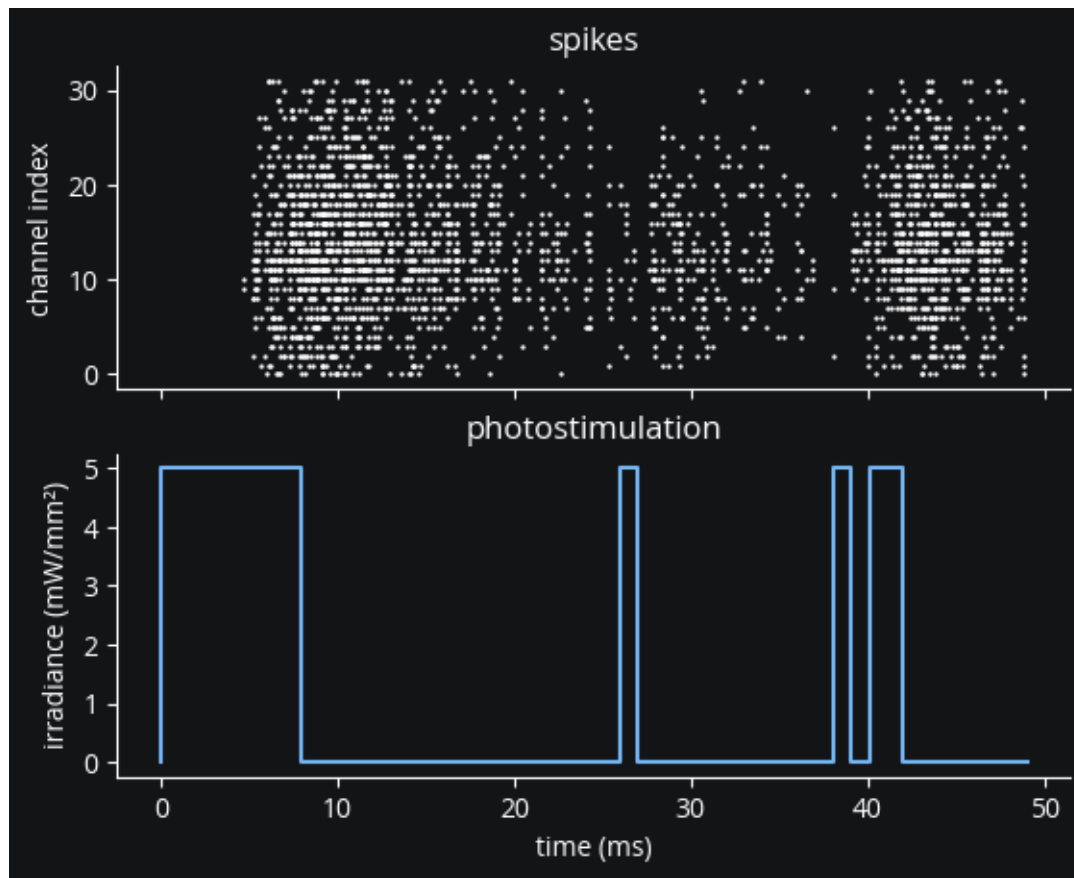 spikes
30
20
10
0
channel index
photostimulation
5
4
3
2
1
0
irradiance (mW/mm²)
0 10 20 30 40 50
time (ms)